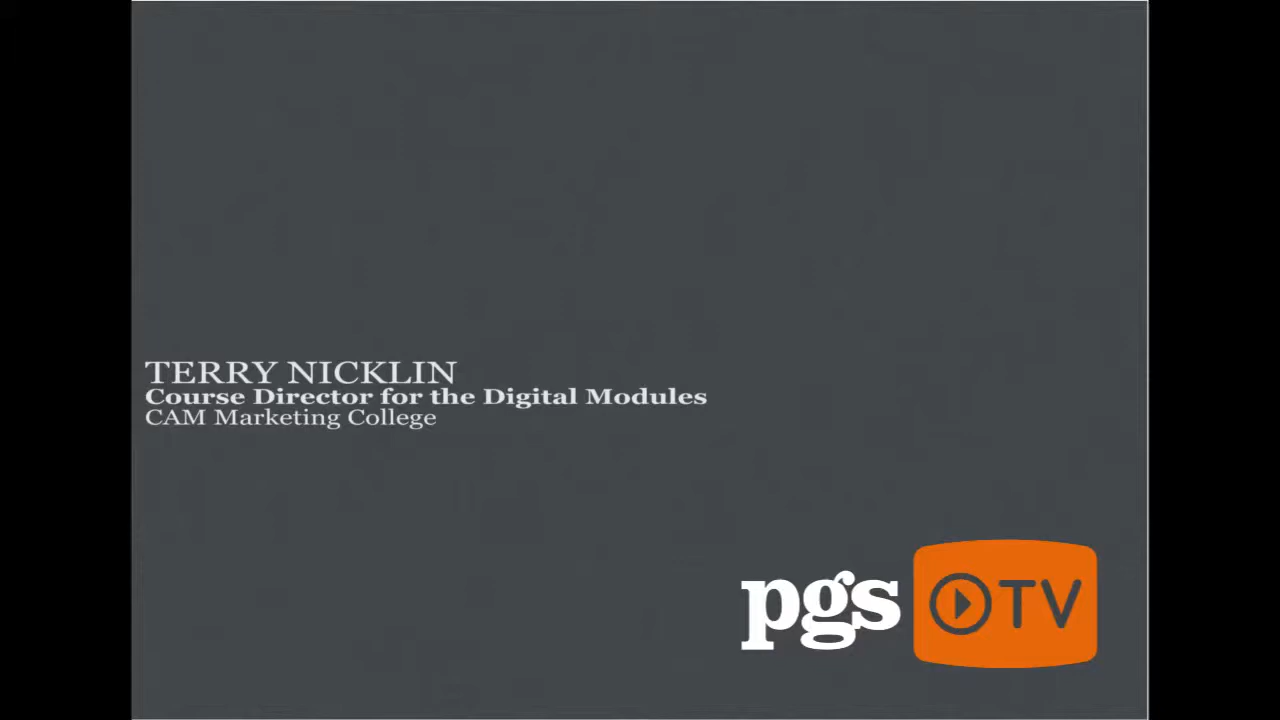 TERRY NICKLIN
Course Director for the Digital Modules
CAM Marketing College
pgs TV